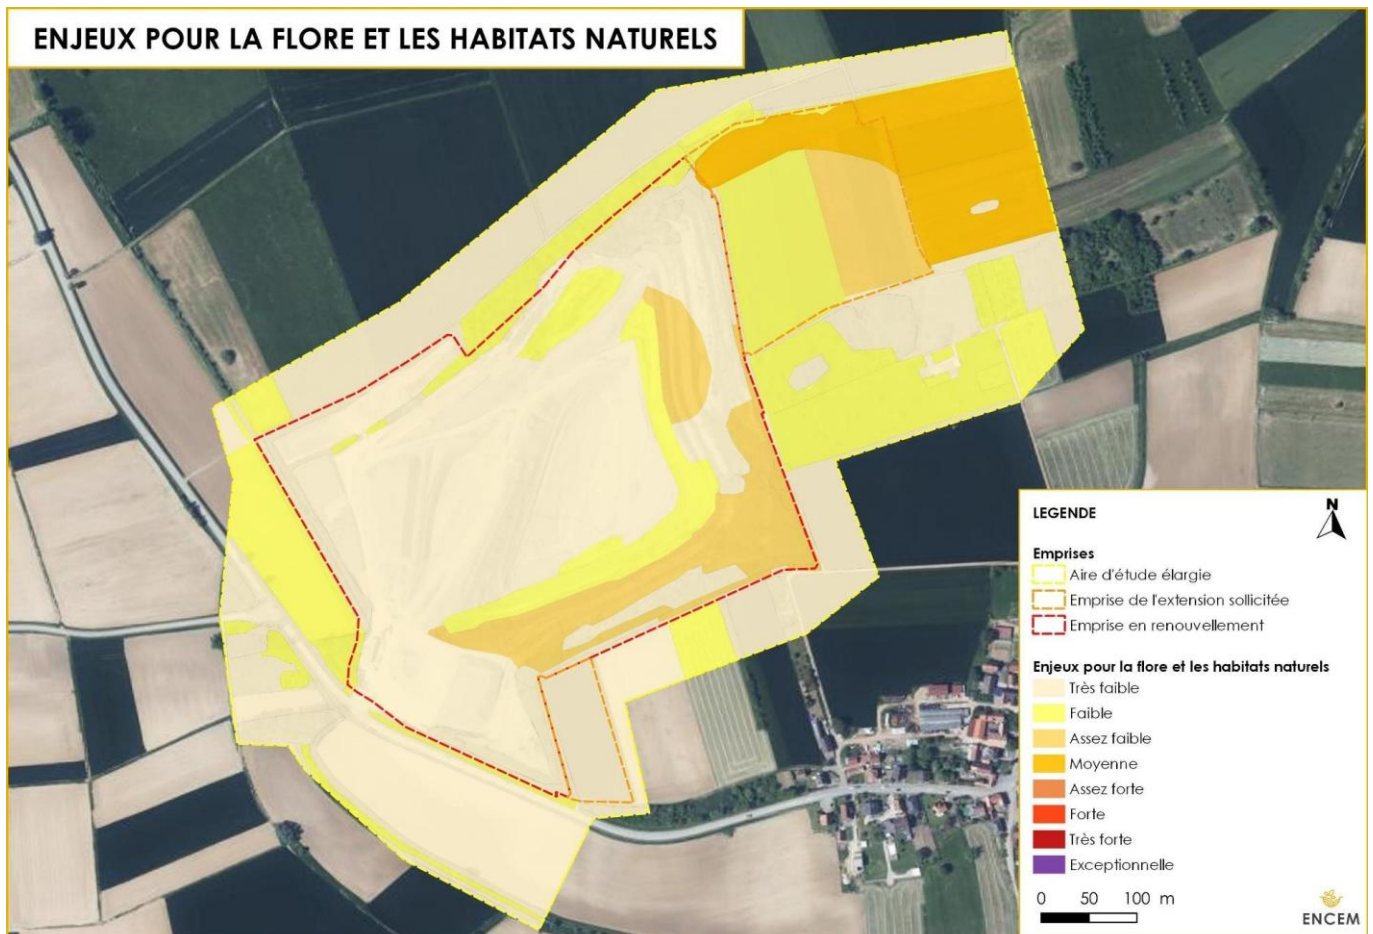 ENJEUX POUR LA FLORE ET LES HABITATS NATURELS
LEGENDE
N
Emprises
Aire d'étude élargie
Emprise de l'extension sollicitée
Emprise en renouvellement
Enjeux pour la flore et les habitats naturels
Très faible
Faible
Assez faible
Moyenne
Assez forte
Forte
Très forte
Exceptionnelle
0 50 100 m
ENCEM